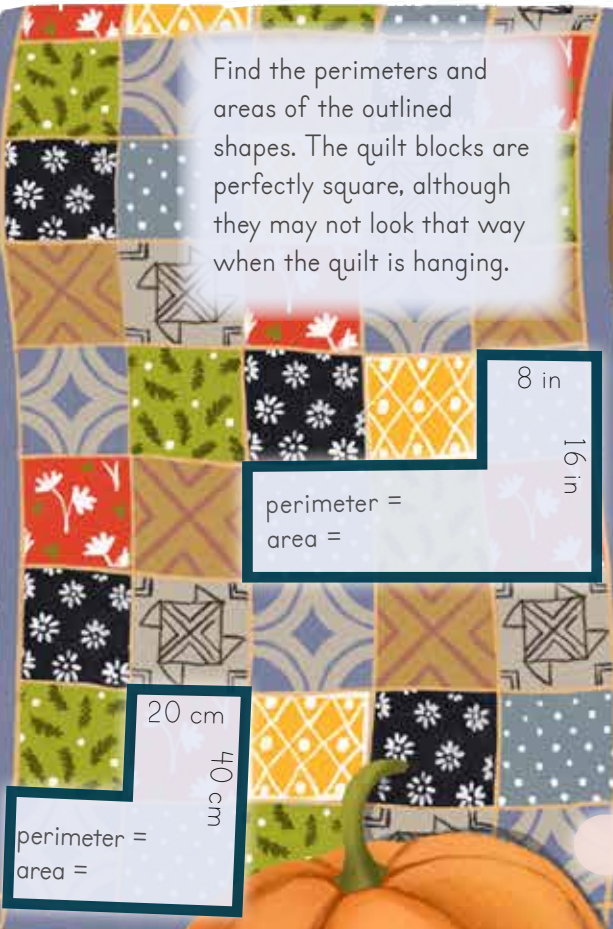 Find the perimeters and
areas of the outlined
shapes. The quilt blocks are
perfectly square, although
they may not look that way
when the quilt is hanging.
8 in
16 in
perimeter =
area =
20 cm
40 cm
perimeter =
area =